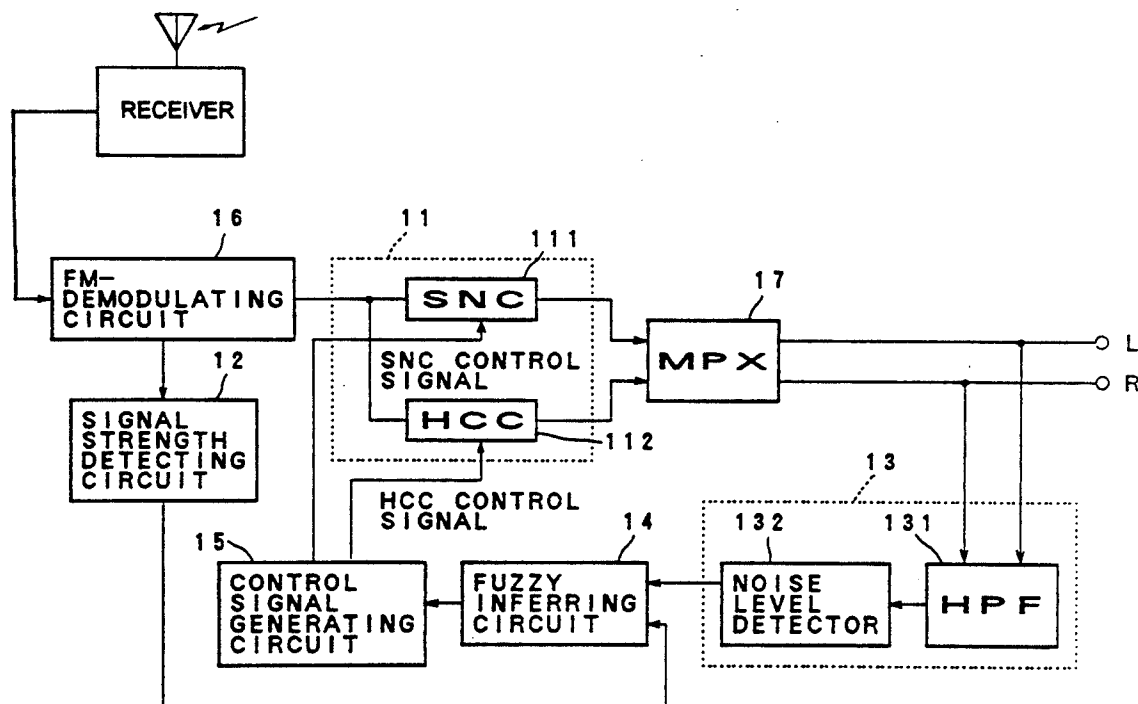 RECEIVER
16
11
111
FM-
DEMODULATING
CIRCUIT
SNC
17
MPX
L
R
SNC CONTROL
SIGNAL
12
SIGNAL
STRENGTH
DETECTING
CIRCUIT
HCC
112
HCC CONTROL
SIGNAL
13
15
14
132
131
CONTROL
SIGNAL
GENERATING
CIRCUIT
FUZZY
INFERRING
CIRCUIT
NOISE
LEVEL
DETECTOR
HPF